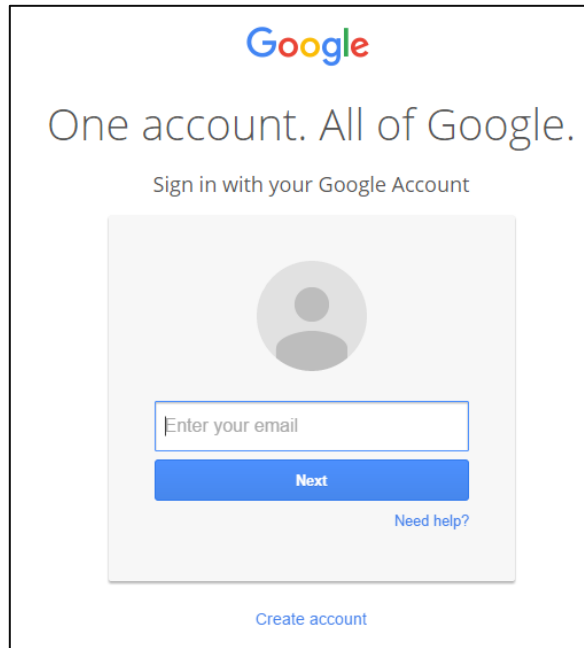 Google
One account. All of Google.
Sign in with your Google Account
Enter your email
Next
Need help?
Create account